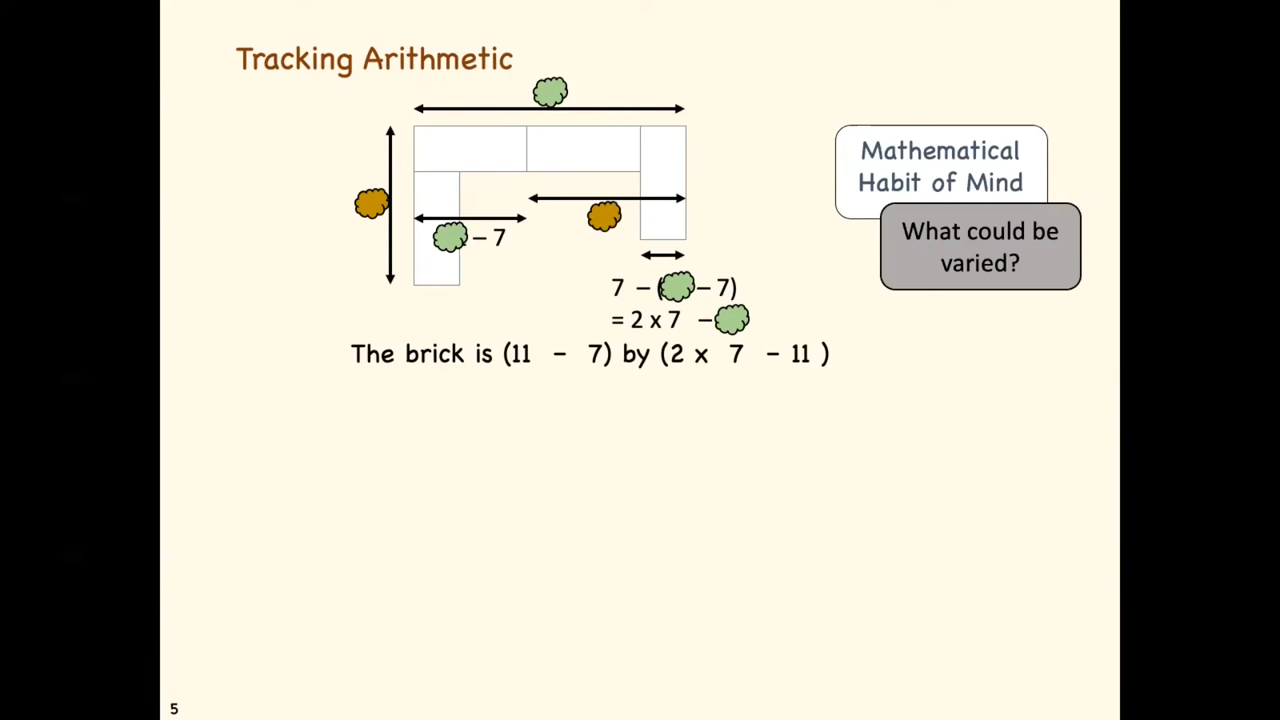 Tracking Arithmetic
Mathematical
Habit of Mind
What could be
varied?
– 7
7 – ( – 7)
= 2 x 7 –
The brick is (11 – 7) by (2 x 7 – 11 )
5